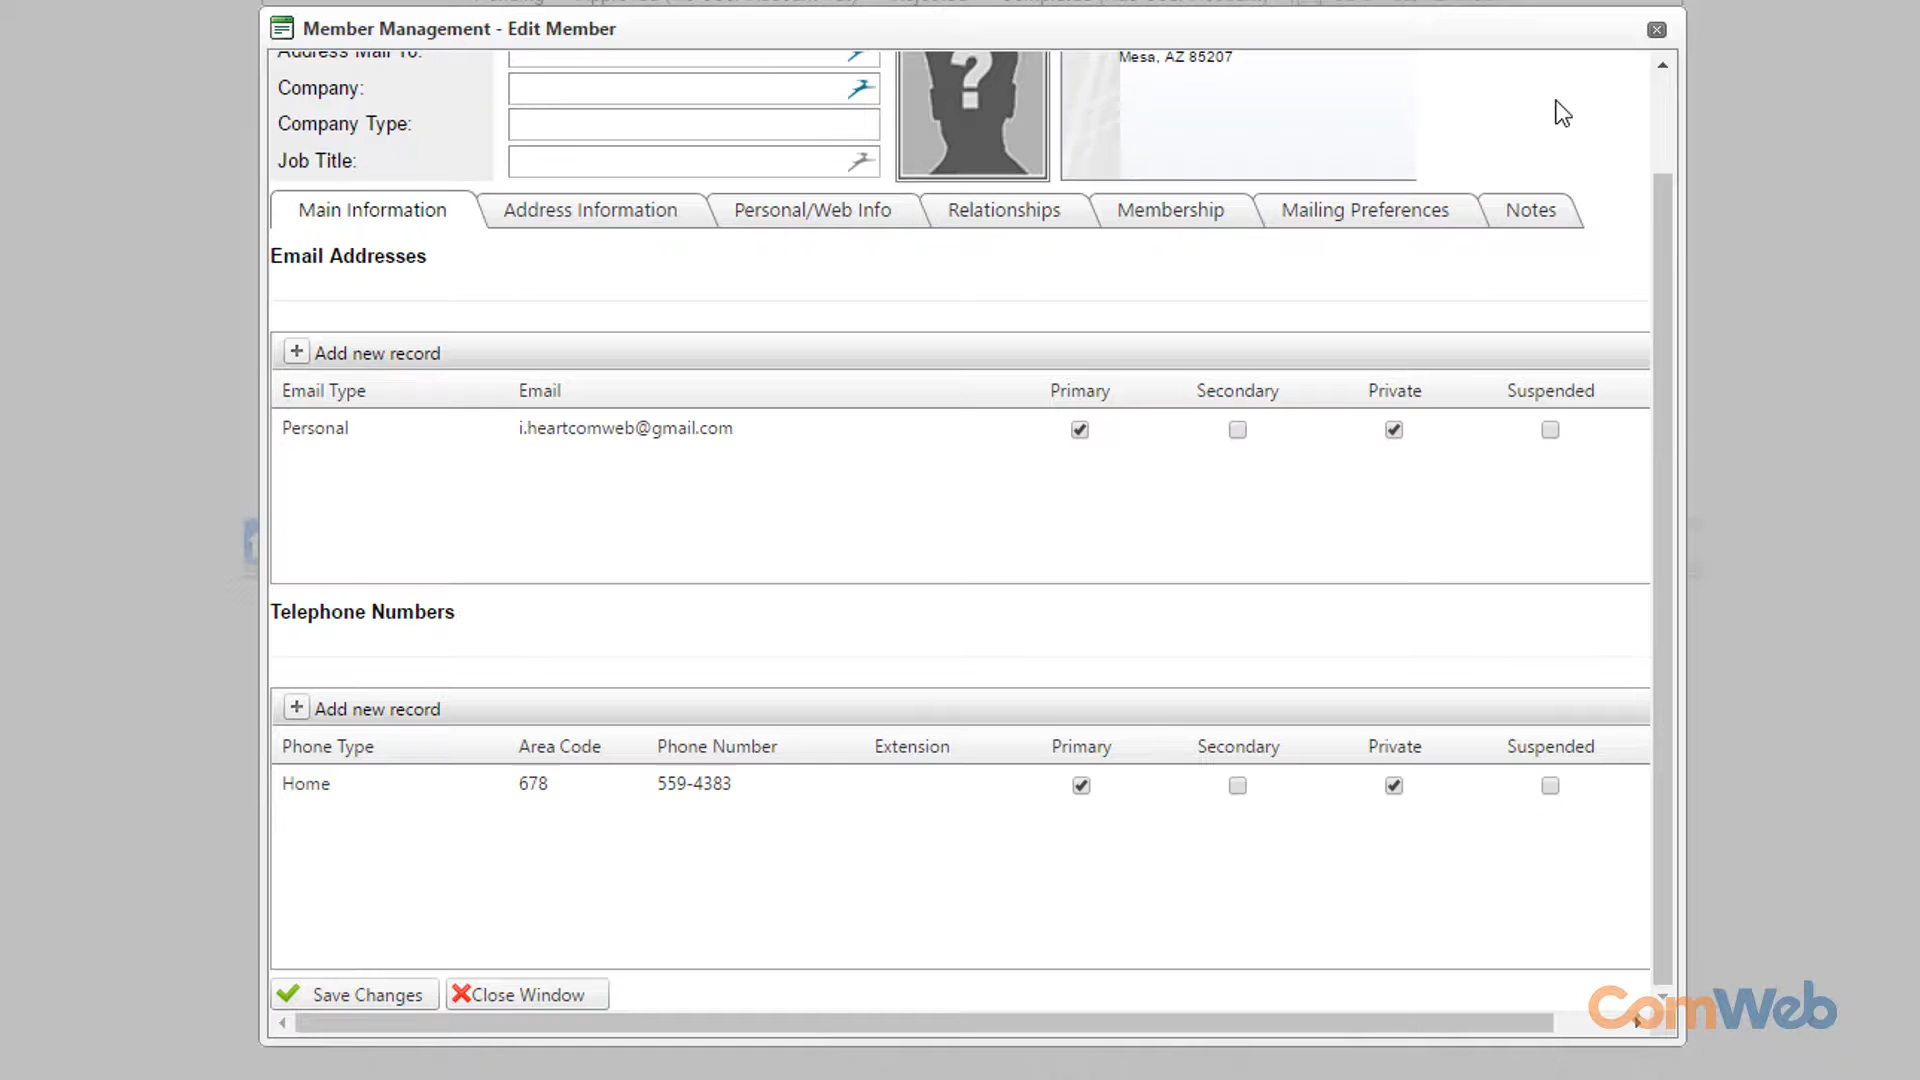 Member Management - Edit Member
Address Mail To:
Mesa, AZ 85207
Company:
Company Type:
Job Title:
Main Information Address Information Personal/Web Info Relationships Membership Mailing Preferences Notes
Email Addresses
Add new record
Email Type Email Primary Secondary Private Suspended
Personal i.heartcomweb@gmail.com
Telephone Numbers
Add new record
Phone Type Area Code Phone Number Extension Primary Secondary Private Suspended
Home 678 559-4383
Save Changes Close Window
ComWeb